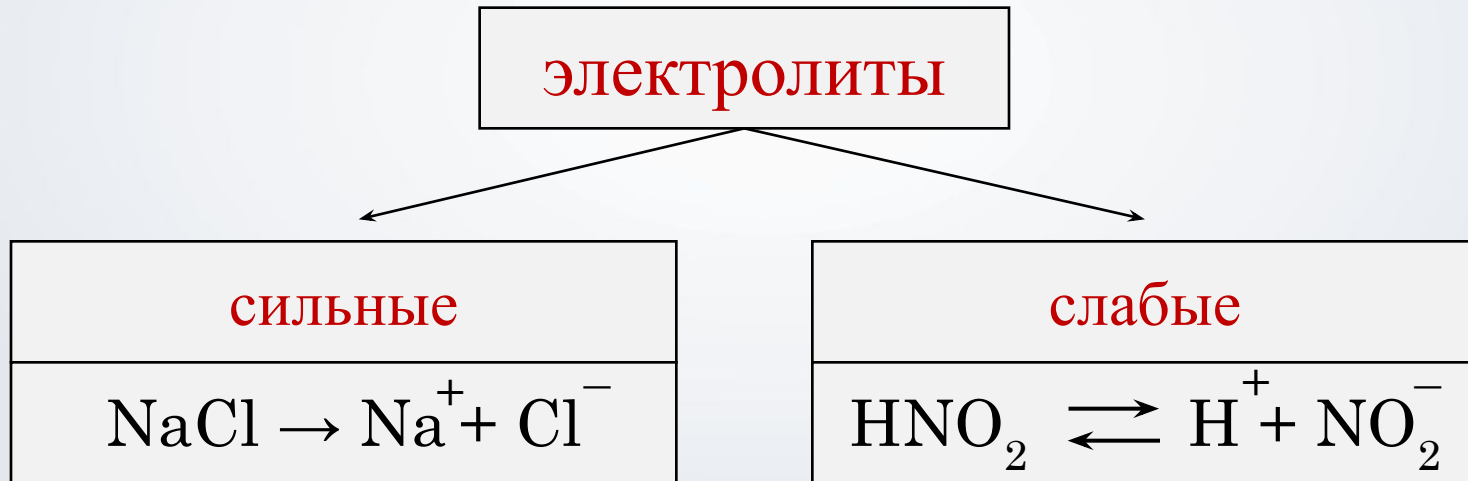 электролиты
сильные
слабые
NaCl → Na⁺ + Cl⁻
HNO₂ ⇄ H⁺ + NO₂⁻